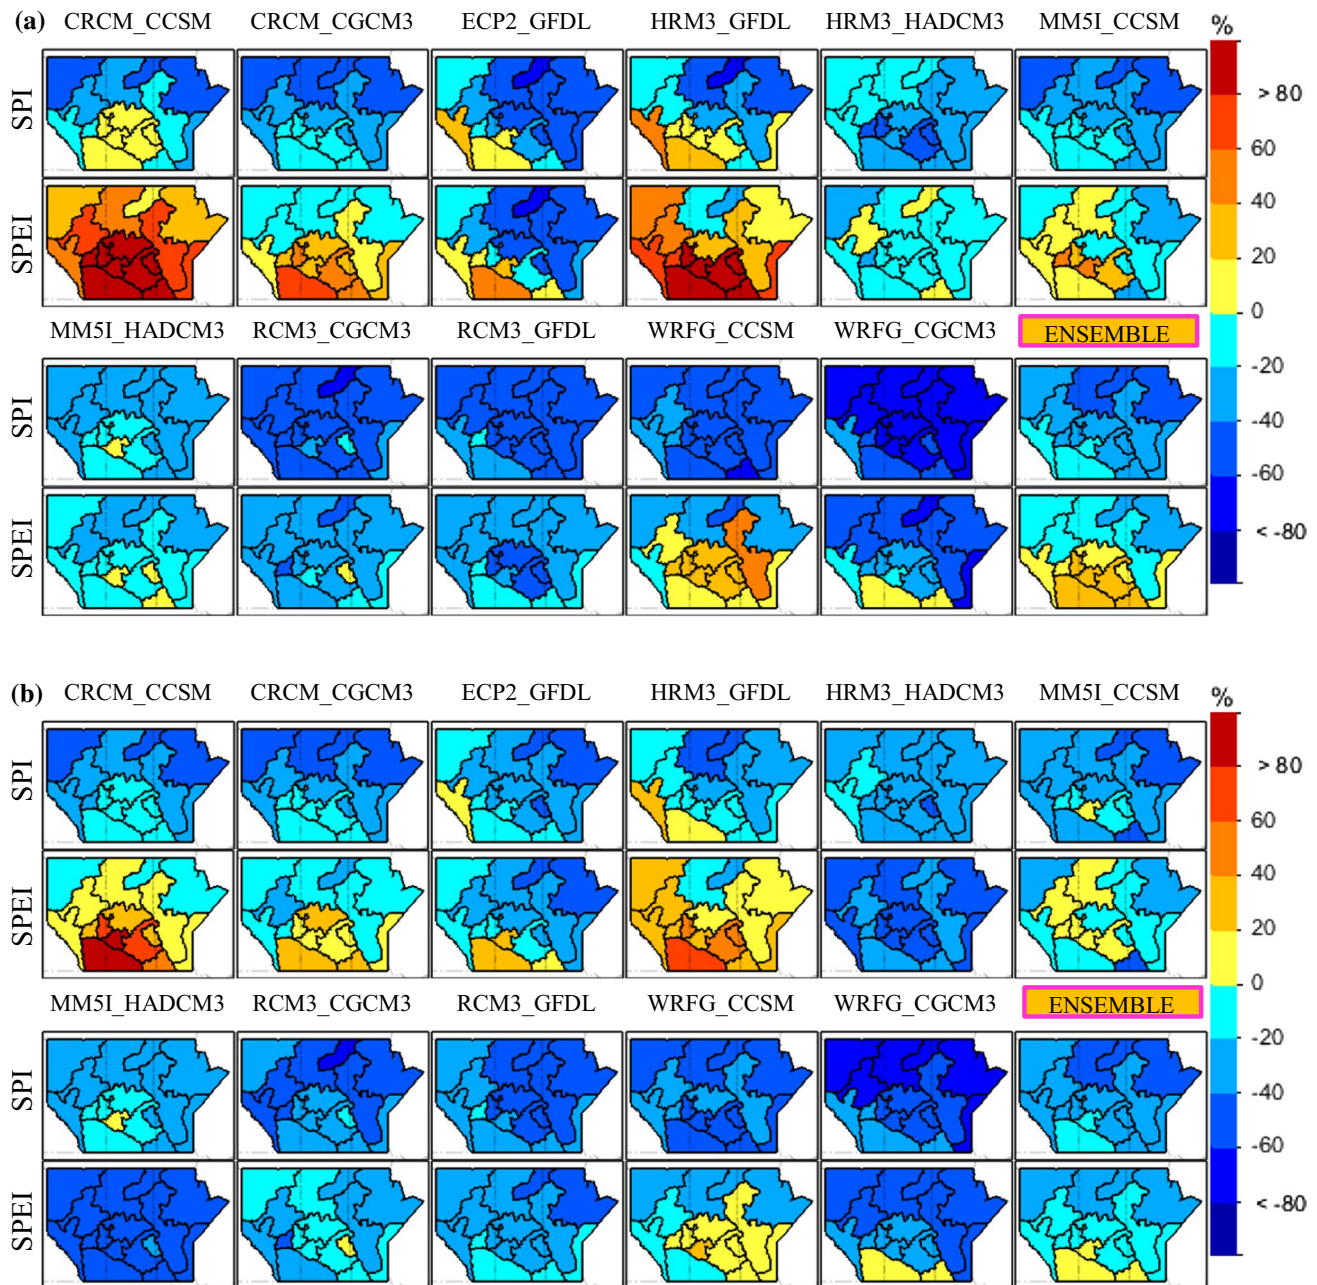 (a) CRCM_CCSM CRCM_CGCM3 ECP2_GFDL HRM3_GFDL HRM3_HADCM3 MM5I_CCSM %
SPI
> 80
60
40
SPEI
20
0
MM5I_HADCM3 RCM3_CGCM3 RCM3_GFDL WRFG_CCSM WRFG_CGCM3 ENSEMBLE
-20
SPI
-40
-60
SPEI
< -80
(b) CRCM_CCSM CRCM_CGCM3 ECP2_GFDL HRM3_GFDL HRM3_HADCM3 MM5I_CCSM %
SPI
> 80
60
40
SPEI
20
0
MM5I_HADCM3 RCM3_CGCM3 RCM3_GFDL WRFG_CCSM WRFG_CGCM3 ENSEMBLE
-20
SPI
-40
-60
SPEI
< -80